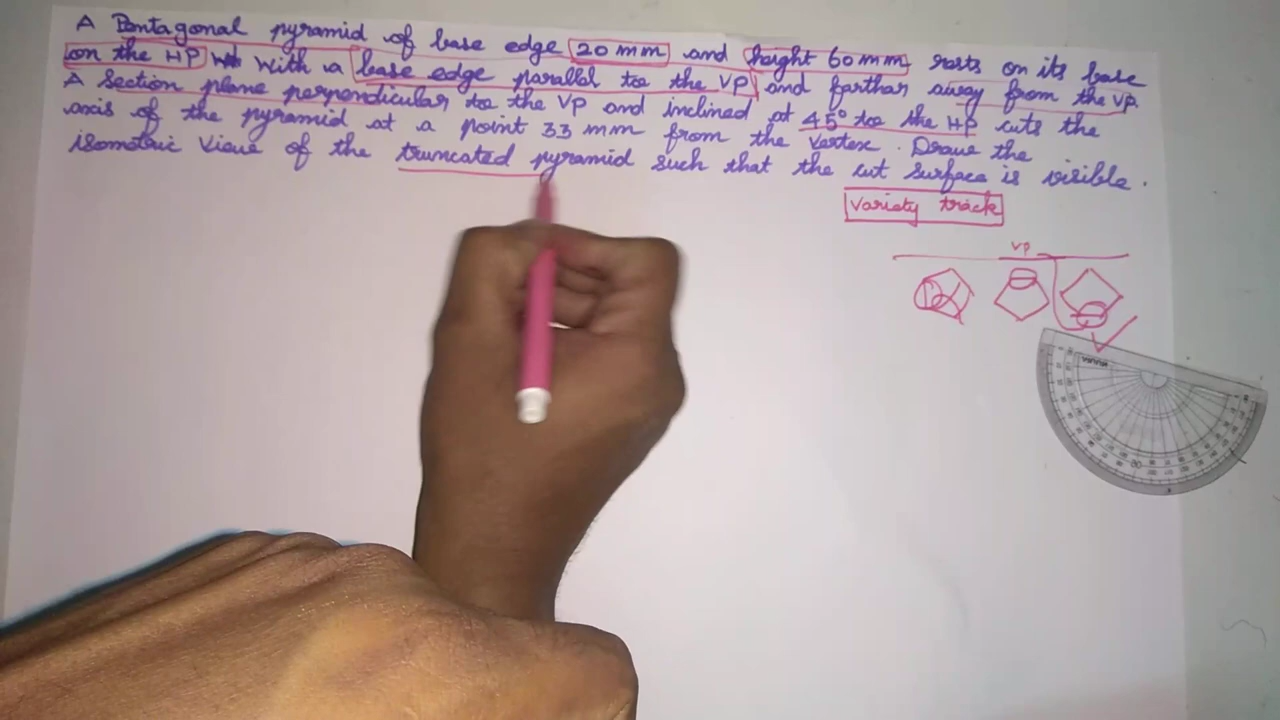 A Pentagonal pyramid of base edge 20 mm and height 60 mm rests on its base
on the HP with a base edge parallel to the VP and farther away from the VP.
A section plane perpendicular to the VP and inclined at 45° to the HP cuts the
axis of the pyramid at a point 33 mm from the vertex. Draw the
isometric view of the truncated pyramid such that the cut surface is visible.
Variety track
VP